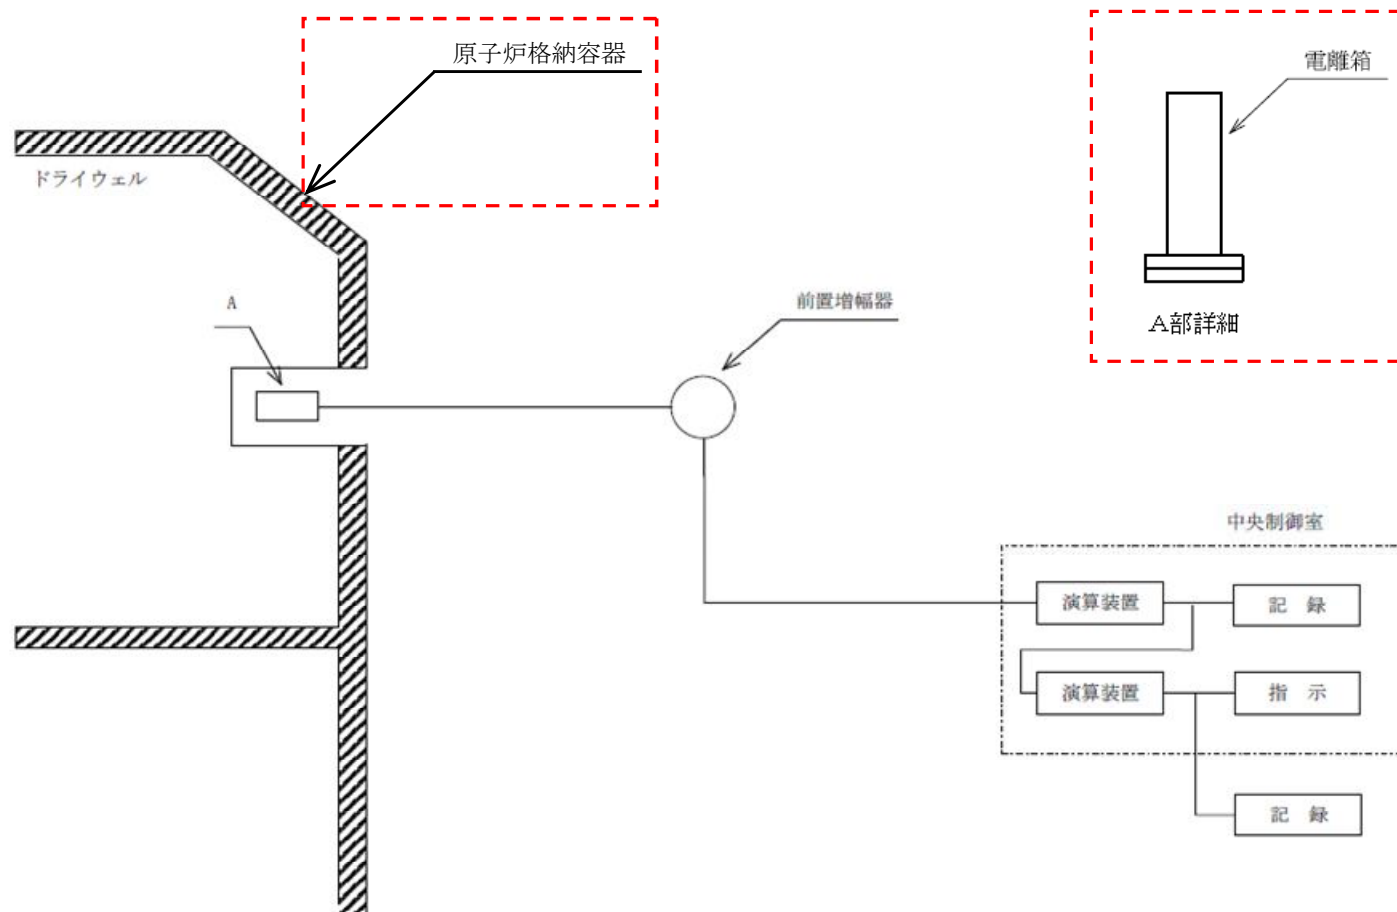 原子炉格納容器
電離箱
ドライウェル
A部詳細
A
前置増幅器
中央制御室
演算装置
記 録
演算装置
指 示
記 録